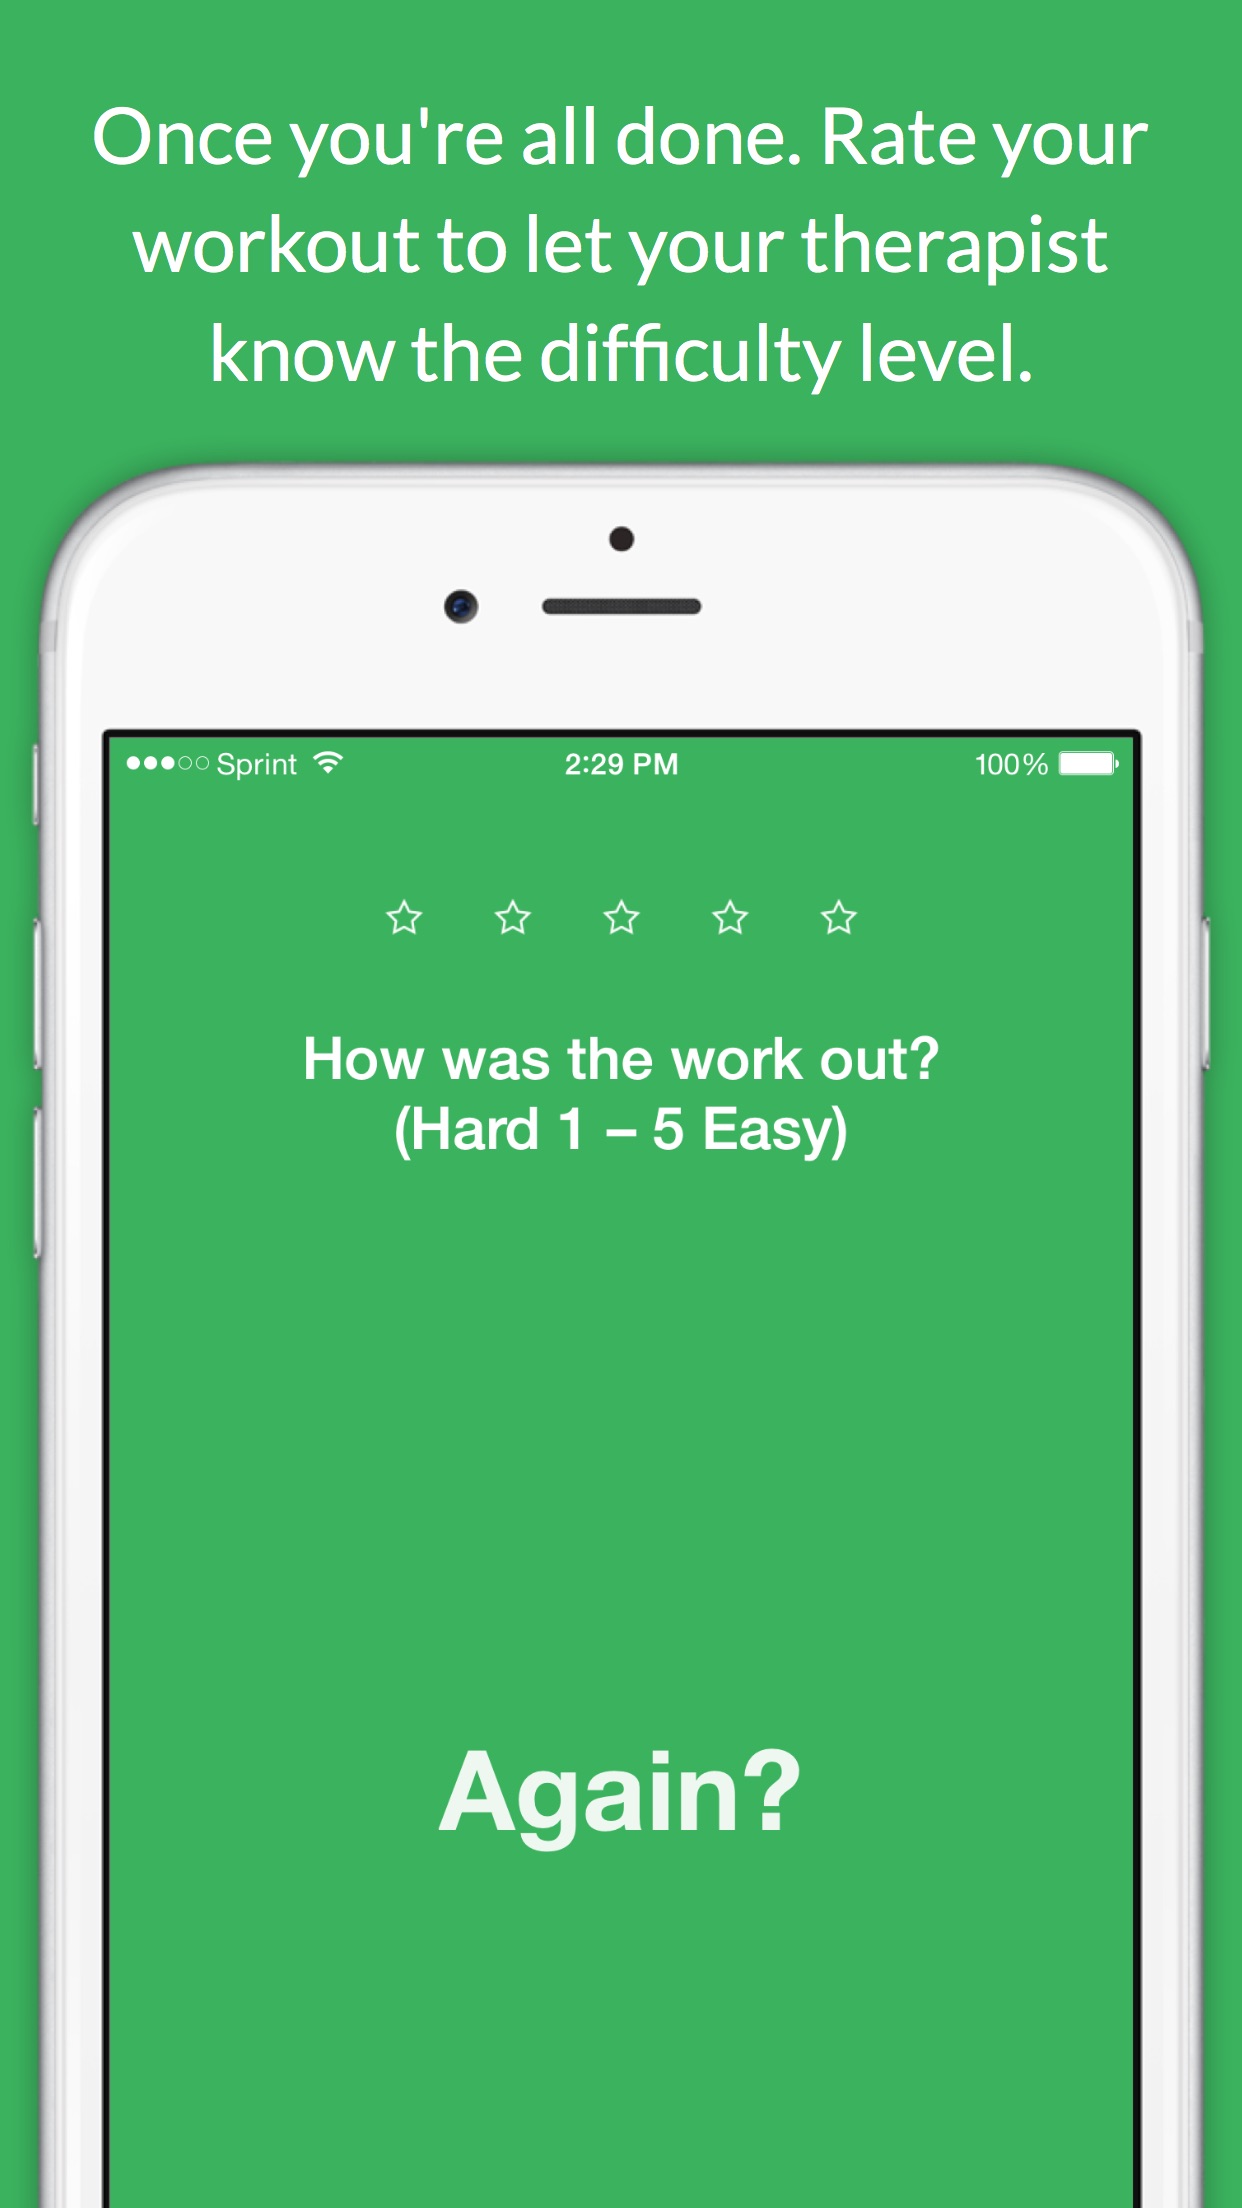 Once you're all done. Rate your
workout to let your therapist
know the difficulty level.
Sprint 2:29 PM 100%
How was the work out?
(Hard 1 – 5 Easy)
Again?